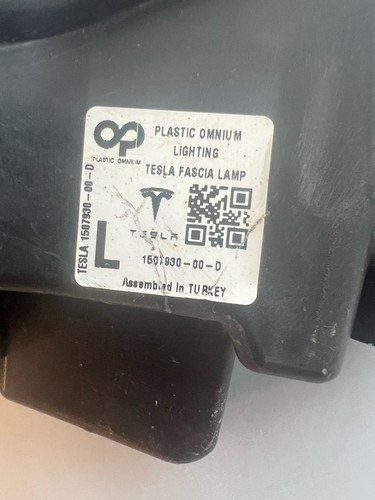 PLASTIC OMNIUM
LIGHTING
PLASTIC OMNIUM
TESLA FASCIA LAMP
TESLA
L
1507930-00-D
Assembled In TURKEY
TESLA 1507930-00-D